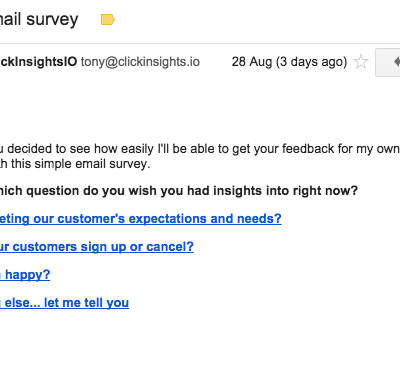 nail survey
ickInsightsIO tony@clickinsights.io 28 Aug (3 days ago)
u decided to see how easily I'll be able to get your feedback for my own
th this simple email survey.
hich question do you wish you had insights into right now?
eting our customer's expectations and needs?
ur customers sign up or cancel?
happy?
else... let me tell you